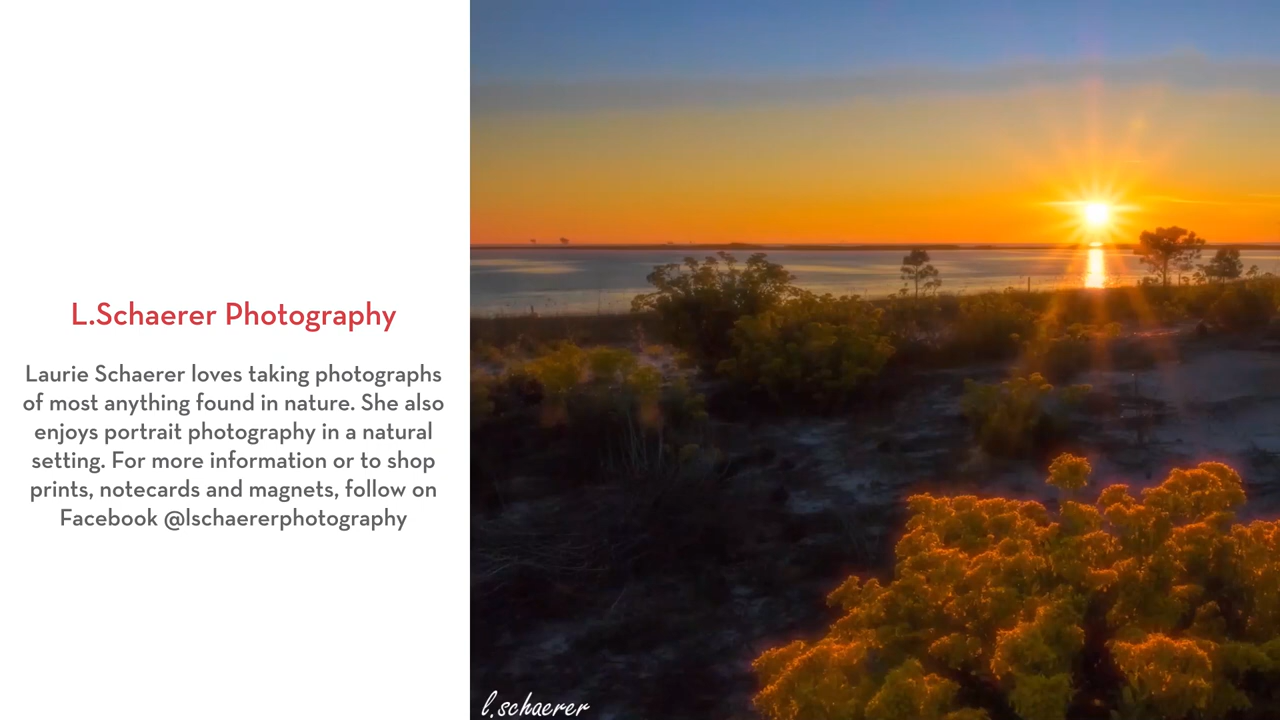 L.Schaerer Photography
Laurie Schaerer loves taking photographs
of most anything found in nature. She also
enjoys portrait photography in a natural
setting. For more information or to shop
prints, notecards and magnets, follow on
Facebook @lschaererphotography
l.schaerer